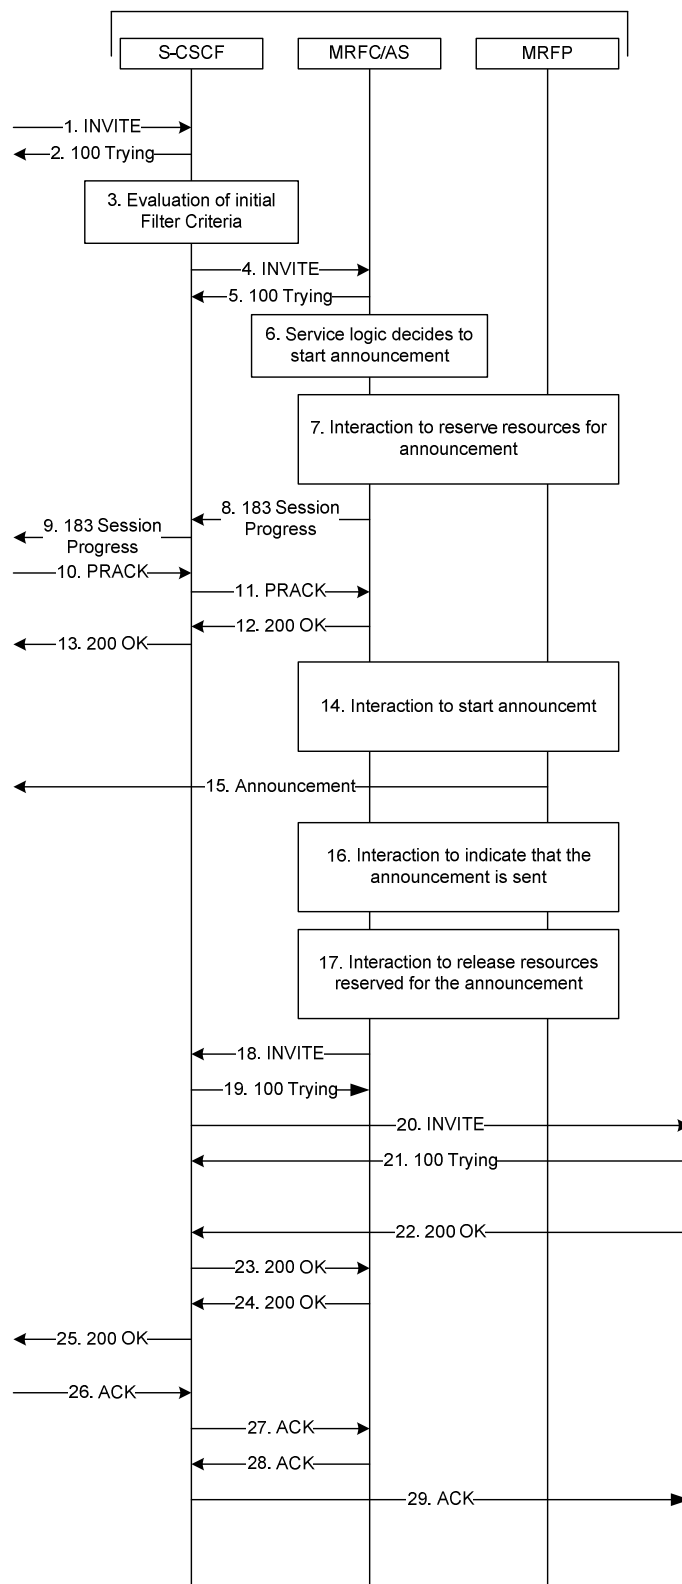 S-CSCF
MRFC/AS
MRFP
1. INVITE
2. 100 Trying
3. Evaluation of initial
Filter Criteria
4. INVITE
5. 100 Trying
6. Service logic decides to
start announcement
7. Interaction to reserve resources for
announcement
8. 183 Session
Progress
9. 183 Session
Progress
10. PRACK
11. PRACK
12. 200 OK
13. 200 OK
14. Interaction to start announcemt
15. Announcement
16. Interaction to indicate that the
announcement is sent
17. Interaction to release resources
reserved for the announcement
18. INVITE
19. 100 Trying
20. INVITE
21. 100 Trying
22. 200 OK
23. 200 OK
24. 200 OK
25. 200 OK
26. ACK
27. ACK
28. ACK
29. ACK